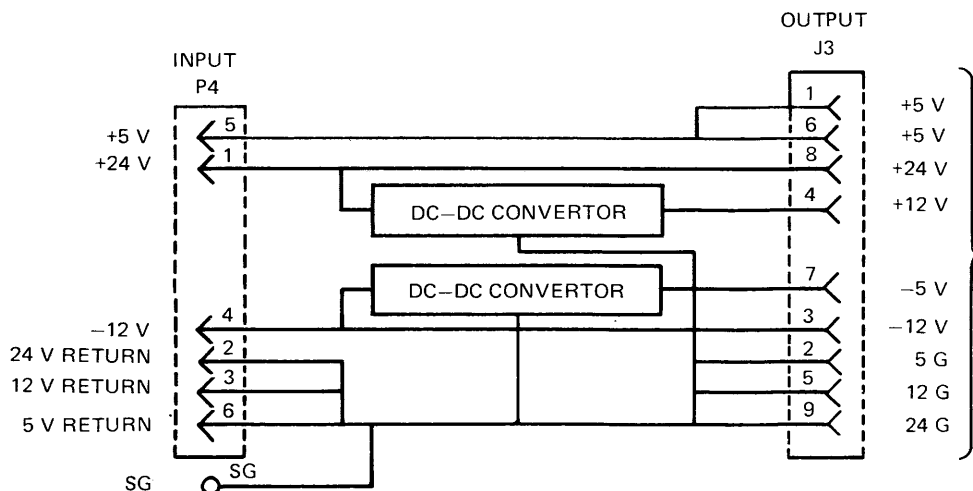 OUTPUT
J3
INPUT
P4
1 +5 V
+5 V 5 6 +5 V
+24 V 1 8 +24 V
DC–DC CONVERTOR 4 +12 V
DC–DC CONVERTOR 7 −5 V
−12 V 4 3 −12 V
24 V RETURN 2 2 5 G
12 V RETURN 3 5 12 G
5 V RETURN 6 9 24 G
SG SG